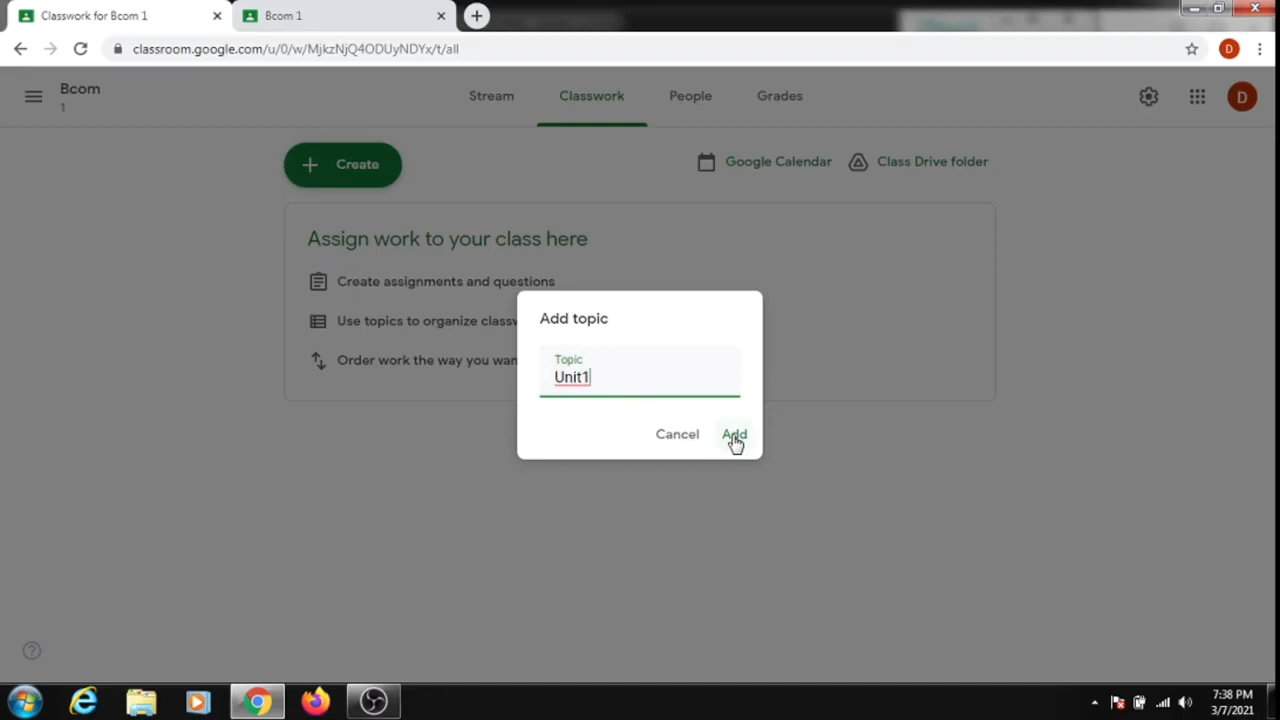 Classwork for Bcom 1
Bcom 1
classroom.google.com/u/0/w/MjkzNjQ4ODUyNDYx/t/all
D
Bcom
1
Stream
Classwork
People
Grades
D
Create
Google Calendar
Class Drive folder
Assign work to your class here
Create assignments and questions
Use topics to organize classw
Order work the way you wan
Add topic
Topic
Unit1
Cancel
Add
7:38 PM
3/7/2021